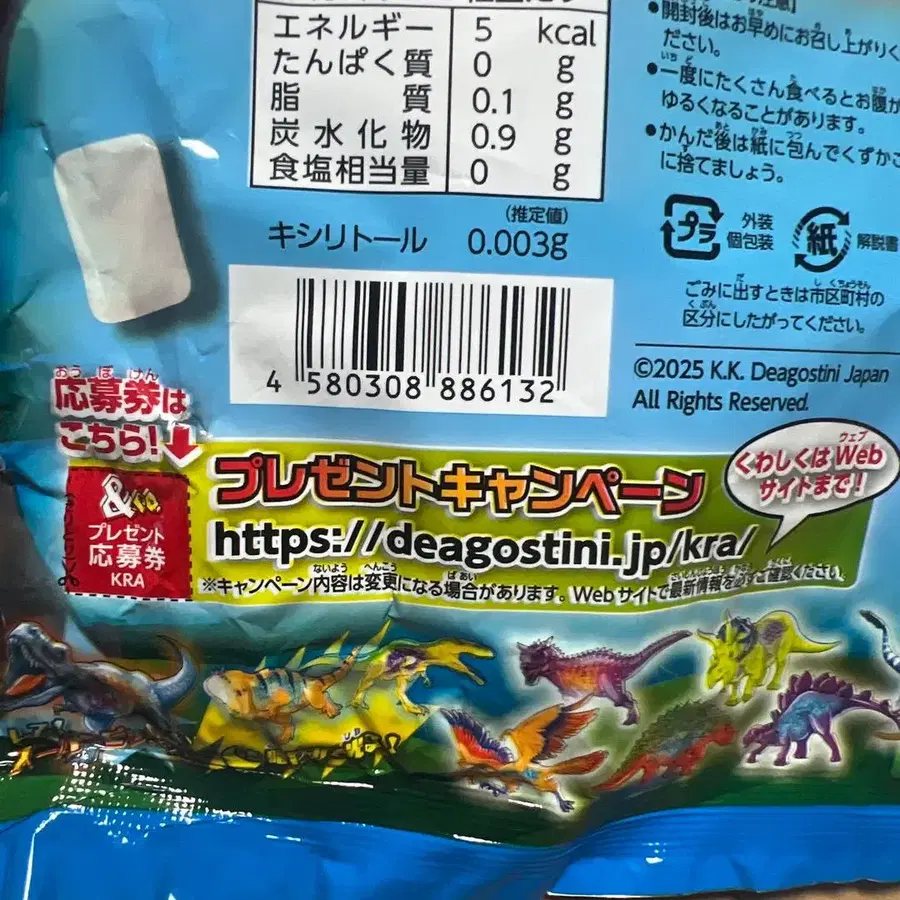 エネルギー 5 kcal
たんぱく質 0 g
脂質 0.1 g
炭水化物 0.9 g
食塩相当量 0 g
(推定値)
キシリトール 0.003g
●開封後はお早めにお召し上がりく
ださい。
●一度にたくさん食べるとお腹が
ゆるくなることがあります。
●かんだ後は紙に包んでくずかご
に捨てましょう。
プラ 外装 個包装
紙 解説書
ごみに出すときは市区町村の
区分にしたがってください。
©2025 K.K. Deagostini Japan
All Rights Reserved.
4 580308 886132
応募券は
こちら!
&co.
プレゼント
応募券
KRA
プレゼントキャンペーン
https://deagostini.jp/kra/
くわしくは Web
サイトまで!
※キャンペーン内容は変更になる場合があります。Webサイトで最新情報を必ずご確認ください。